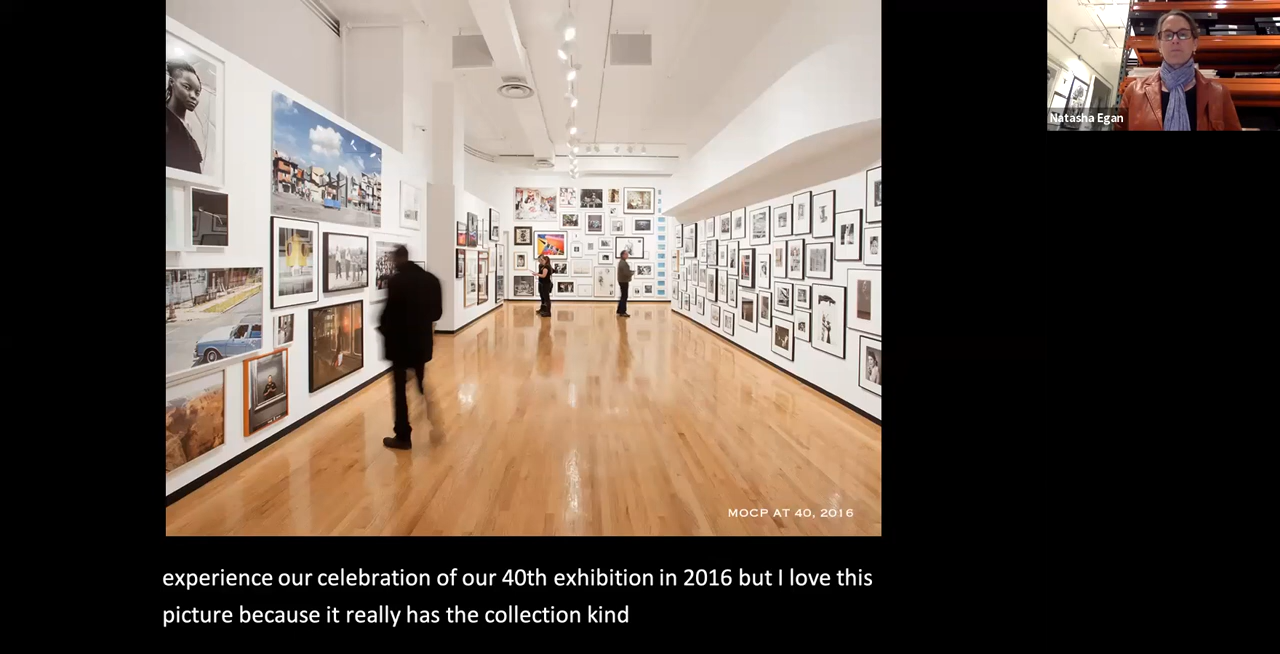 Natasha Egan
MOCP AT 40, 2016
experience our celebration of our 40th exhibition in 2016 but I love this
picture because it really has the collection kind